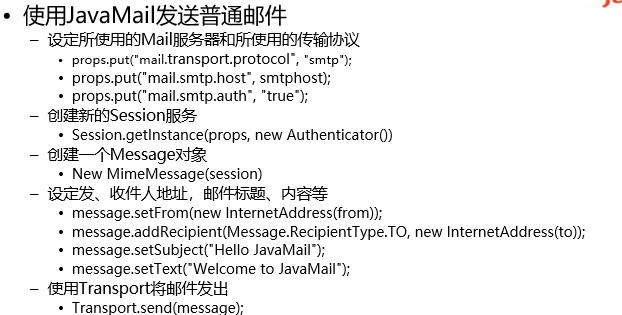 • 使用JavaMail发送普通邮件
– 设定所使用的Mail服务器和所使用的传输协议
• props.put("mail.transport.protocol", "smtp");
• props.put("mail.smtp.host", smtphost);
• props.put("mail.smtp.auth", "true");
– 创建新的Session服务
• Session.getInstance(props, new Authenticator())
– 创建一个Message对象
• New MimeMessage(session)
– 设定发、收件人地址，邮件标题、内容等
• message.setFrom(new InternetAddress(from));
• message.addRecipient(Message.RecipientType.TO, new InternetAddress(to));
• message.setSubject("Hello JavaMail");
• message.setText("Welcome to JavaMail");
– 使用Transport将邮件发出
• Transport.send(message);